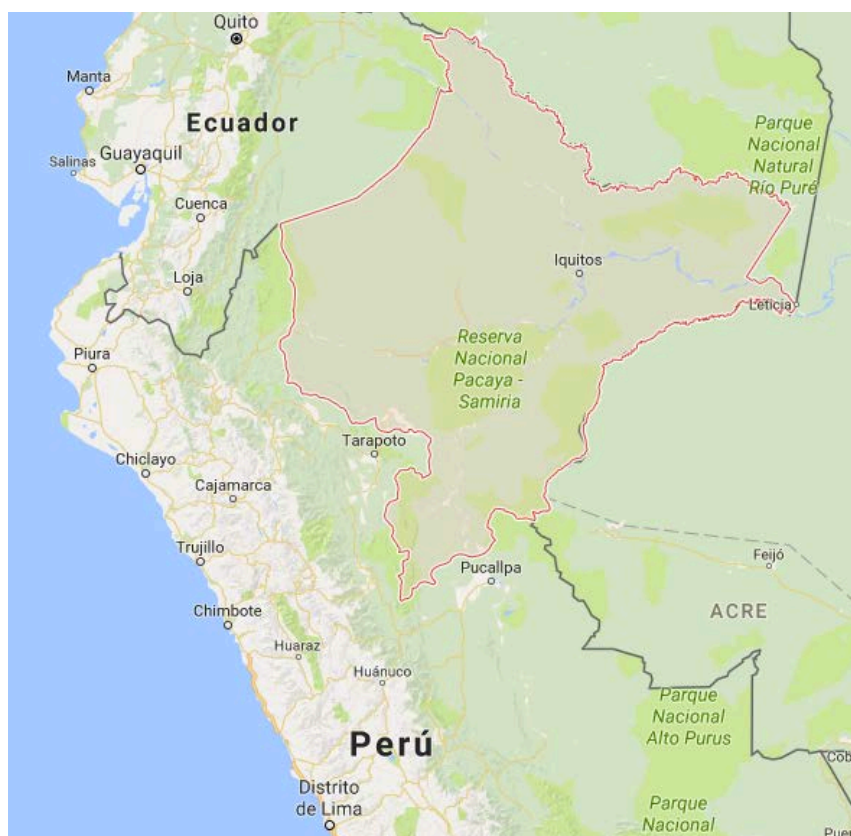 Quito
Manta
Ecuador
Parque
Nacional
Natural
Río Puré
Salinas
Guayaquil
Cuenca
Iquitos
Loja
Leticia
Reserva
Nacional
Pacaya -
Samiria
Piura
Tarapoto
Chiclayo
Cajamarca
Trujillo
Pucallpa
Feijó
Chimbote
ACRE
Huaraz
Huánuco
Parque
Nacional
Alto Purus
Perú
Cob
Distrito
de Lima
Parque
Nacional